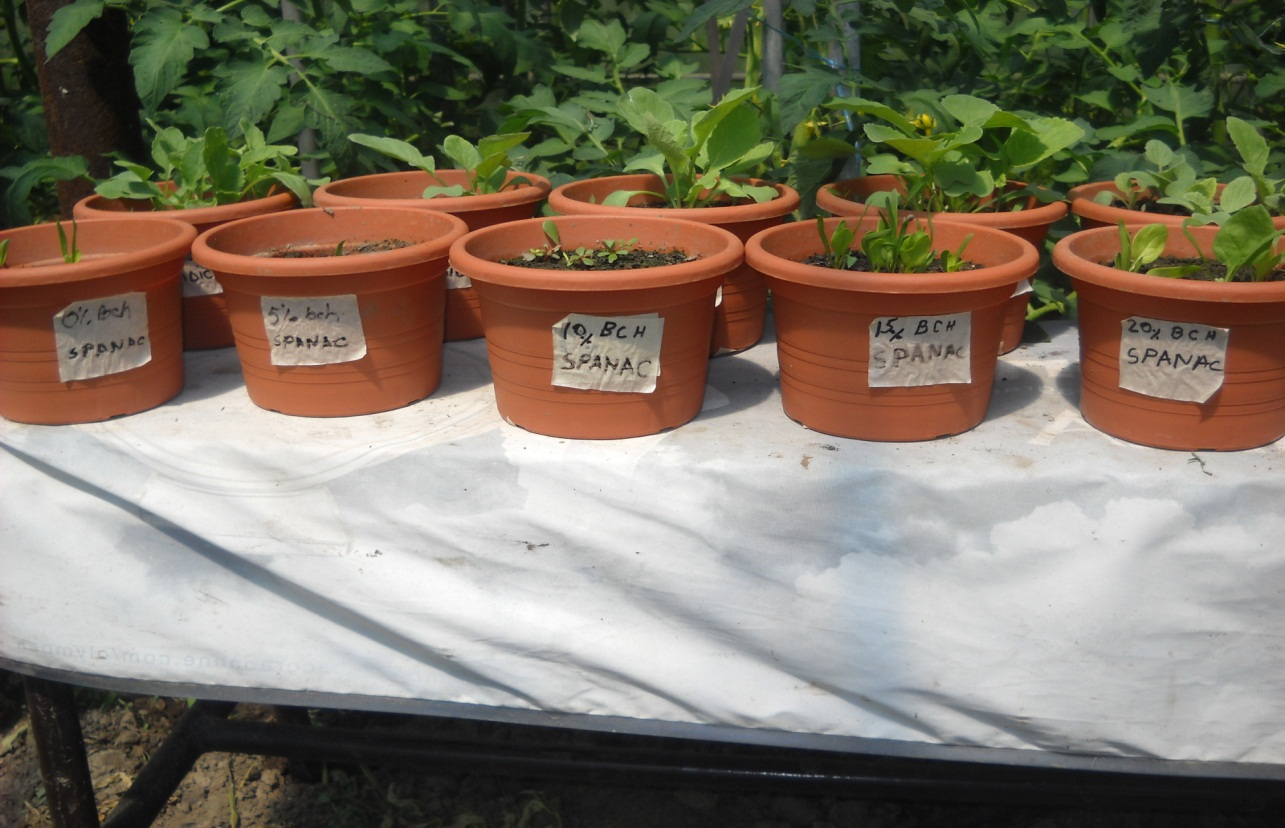 0% Bch
SPANAC
5% bch
SPANAC
10% BCH
SPANAC
15% BCH
SPANAC
20% BCH
SPANAC